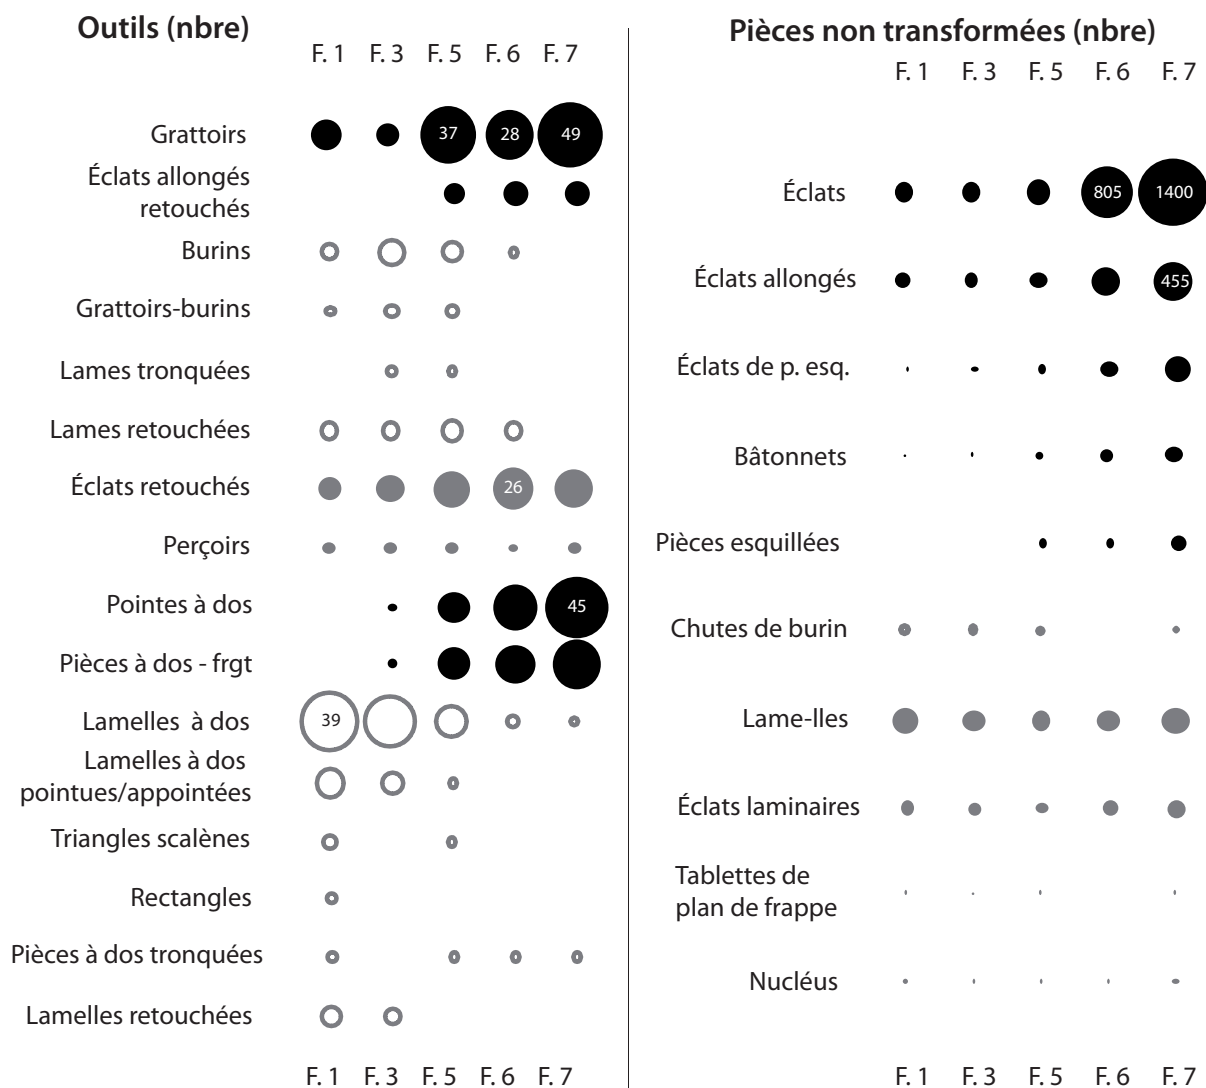 Outils (nbre)
F. 1 F. 3 F. 5 F. 6 F. 7
Grattoirs 37 28 49
Éclats allongés
retouchés
Burins
Grattoirs-burins
Lames tronquées
Lames retouchées
Éclats retouchés 26
Perçoirs
Pointes à dos 45
Pièces à dos - frgt
Lamelles à dos 39
Lamelles à dos
pointues/appointées
Triangles scalènes
Rectangles
Pièces à dos tronquées
Lamelles retouchées
F. 1 F. 3 F. 5 F. 6 F. 7
Pièces non transformées (nbre)
F. 1 F. 3 F. 5 F. 6 F. 7
Éclats 805 1400
Éclats allongés 455
Éclats de p. esq.
Bâtonnets
Pièces esquillées
Chutes de burin
Lame-lles
Éclats laminaires
Tablettes de
plan de frappe
Nucléus
F. 1 F. 3 F. 5 F. 6 F. 7